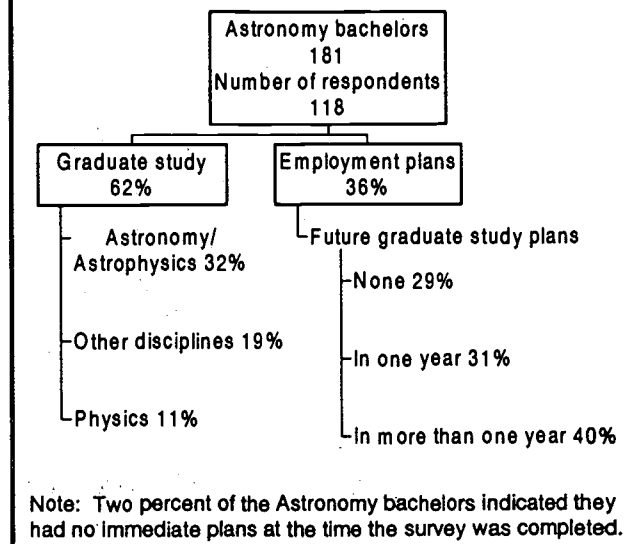 Astronomy bachelors
181
Number of respondents
118
Graduate study
62%
Employment plans
36%
Astronomy/
Astrophysics 32%
Other disciplines 19%
Physics 11%
Future graduate study plans
None 29%
In one year 31%
In more than one year 40%
Note: Two percent of the Astronomy bachelors indicated they
had no immediate plans at the time the survey was completed.